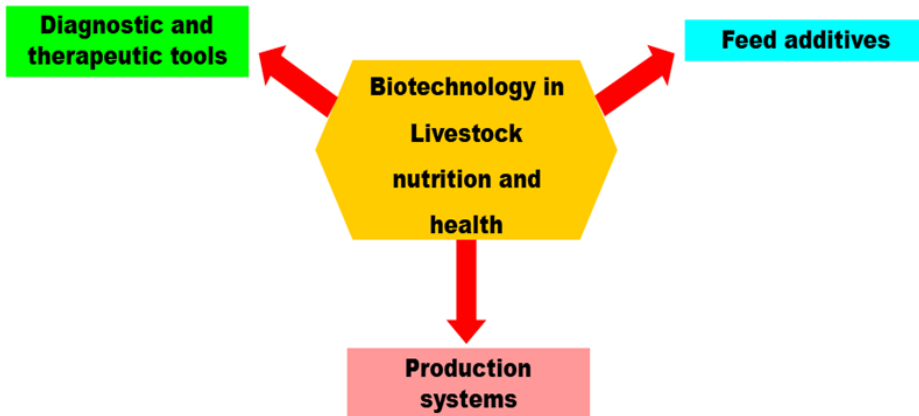 Diagnostic and
therapeutic tools
Feed additives
Biotechnology in
Livestock
nutrition and
health
Production
systems